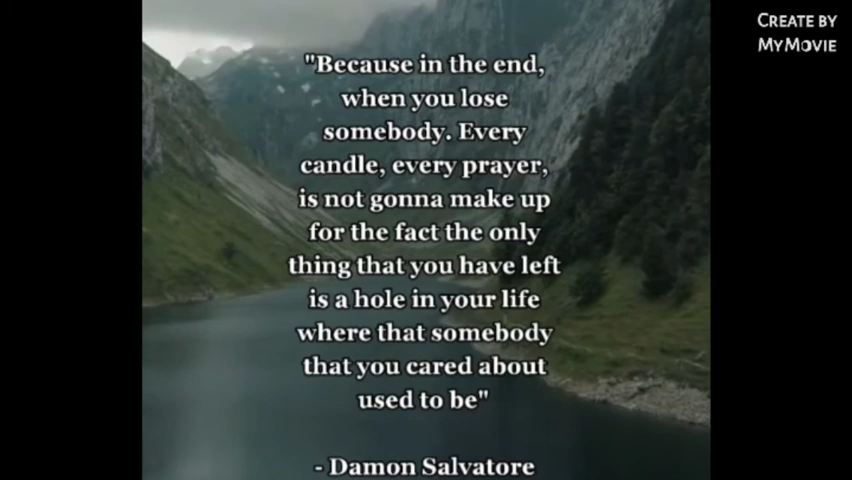 "Because in the end,
when you lose
somebody. Every
candle, every prayer,
is not gonna make up
for the fact the only
thing that you have left
is a hole in your life
where that somebody
that you cared about
used to be"
- Damon Salvatore
CREATE BY
MYMOVIE